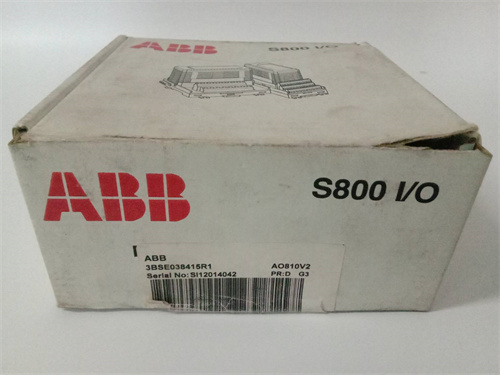 ABB S800 I/O
ABB S800 I/O
ABB
3BSE038415R1 AO810V2
Serial No: SI12014042 PR:D G3